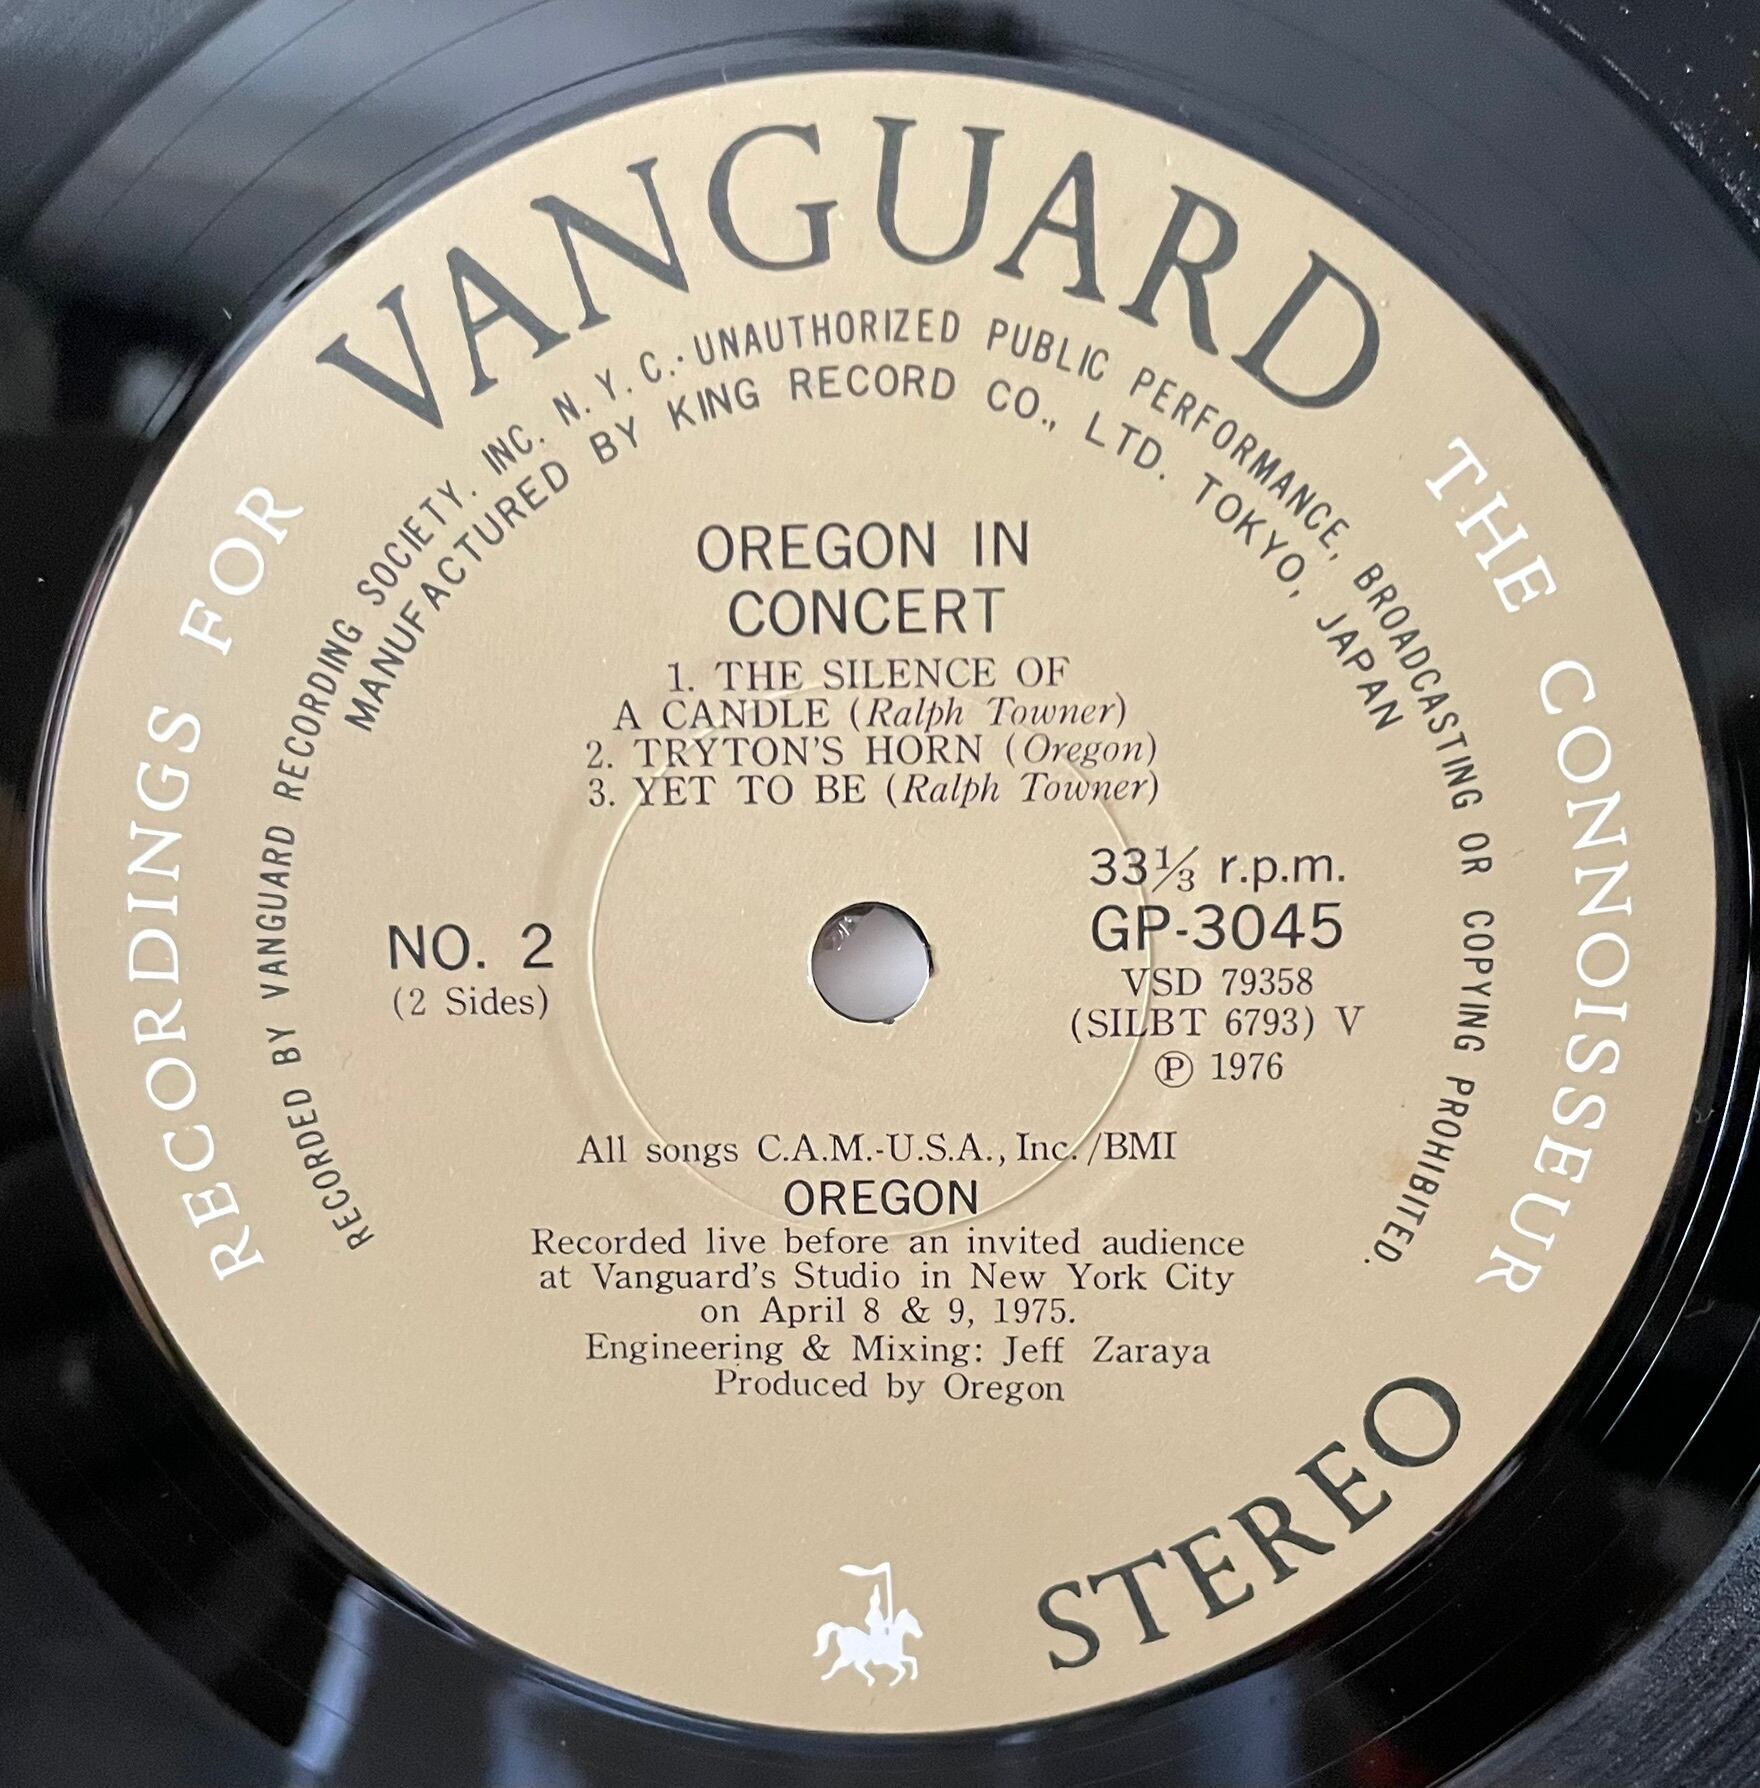 VANGUARD
RECORDINGS FOR THE CONNOISSEUR
RECORDED BY VANGUARD RECORDING SOCIETY. INC. N. Y. C.·UNAUTHORIZED PUBLIC PERFORMANCE, BROADCASTING OR COPYING PROHIBITED.
MANUFACTURED BY KING RECORD CO., LTD. TOKYO, JAPAN
OREGON IN
CONCERT
1. THE SILENCE OF
A CANDLE (Ralph Towner)
2. TRYTON'S HORN (Oregon)
3. YET TO BE (Ralph Towner)
NO. 2
(2 Sides)
33⅓ r.p.m.
GP-3045
VSD 79358
(SILBT 6793) V
Ⓟ 1976
All songs C.A.M.-U.S.A., Inc. /BMI
OREGON
Recorded live before an invited audience
at Vanguard's Studio in New York City
on April 8 & 9, 1975.
Engineering & Mixing: Jeff Zaraya
Produced by Oregon
STEREO